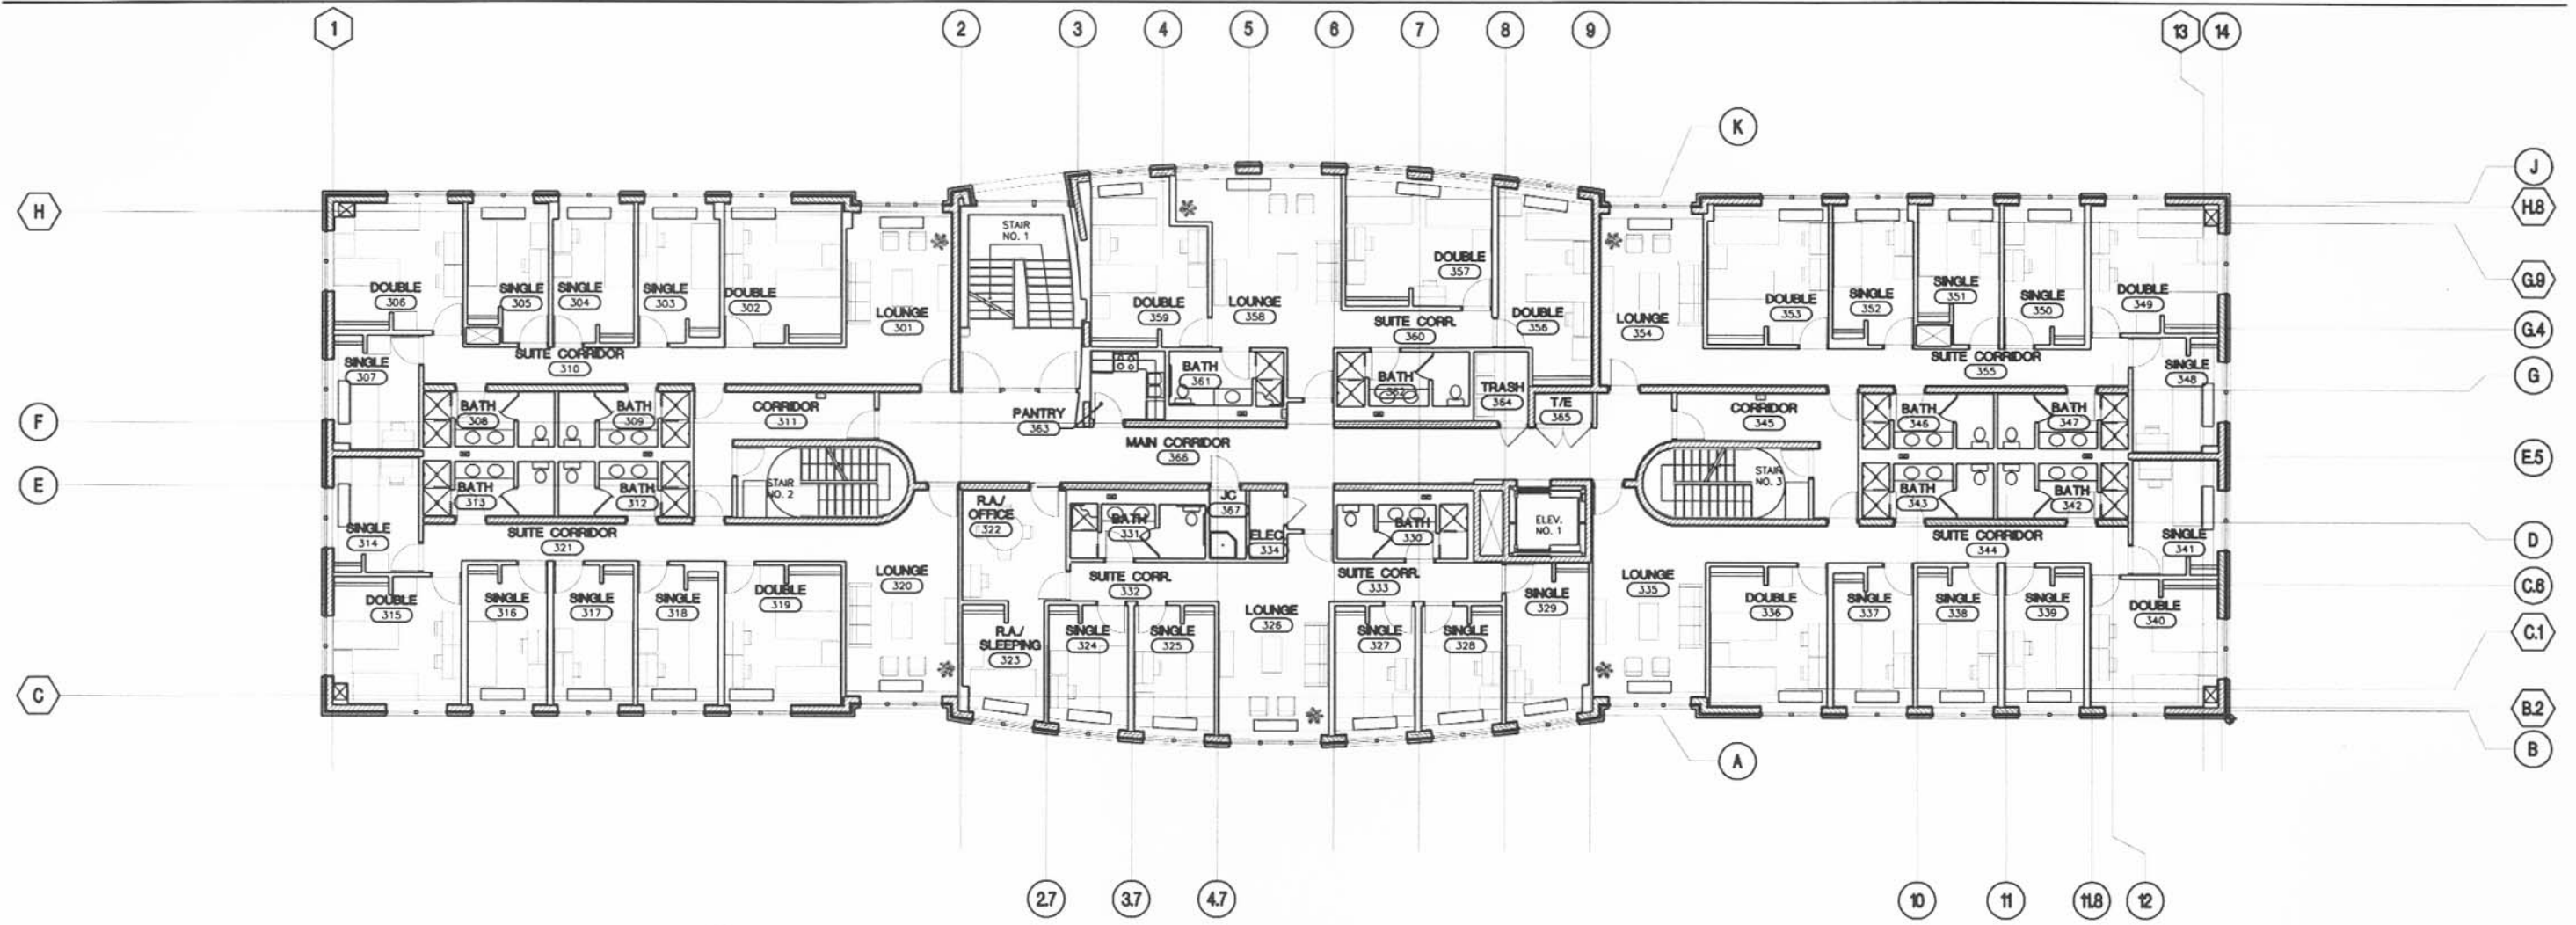 1 2 3 4 5 6 7 8 9 13 14
K
J
H
H.8
STAIR
NO. 1
G.9
DOUBLE
306
SINGLE
305
SINGLE
304
SINGLE
303
DOUBLE
302
LOUNGE
301
DOUBLE
359
LOUNGE
358
DOUBLE
357
DOUBLE
356
LOUNGE
354
DOUBLE
353
SINGLE
352
SINGLE
351
SINGLE
350
DOUBLE
349
G.4
SUITE CORR.
360
SINGLE
307
SUITE CORRIDOR
310
BATH
361
BATH
362
TRASH
364
T/E
365
SUITE CORRIDOR
355
SINGLE
348
G
F
BATH
308
BATH
309
CORRIDOR
311
PANTRY
363
CORRIDOR
345
BATH
346
BATH
347
MAIN CORRIDOR
366
E.5
E
BATH
313
BATH
312
STAIR
NO. 2
R.A./
OFFICE
322
BATH
331
JC
367
ELEC.
334
BATH
330
ELEV.
NO. 1
STAIR
NO. 3
BATH
343
BATH
342
SINGLE
314
SUITE CORRIDOR
321
SUITE CORRIDOR
344
SINGLE
341
D
LOUNGE
320
SUITE CORR.
332
SUITE CORR.
333
LOUNGE
335
C.6
DOUBLE
315
SINGLE
316
SINGLE
317
SINGLE
318
DOUBLE
319
R.A./
SLEEPING
323
SINGLE
324
SINGLE
325
LOUNGE
326
SINGLE
327
SINGLE
328
SINGLE
329
DOUBLE
336
SINGLE
337
SINGLE
338
SINGLE
339
DOUBLE
340
C.1
C
B.2
B
A
2.7 3.7 4.7 10 11 11.8 12